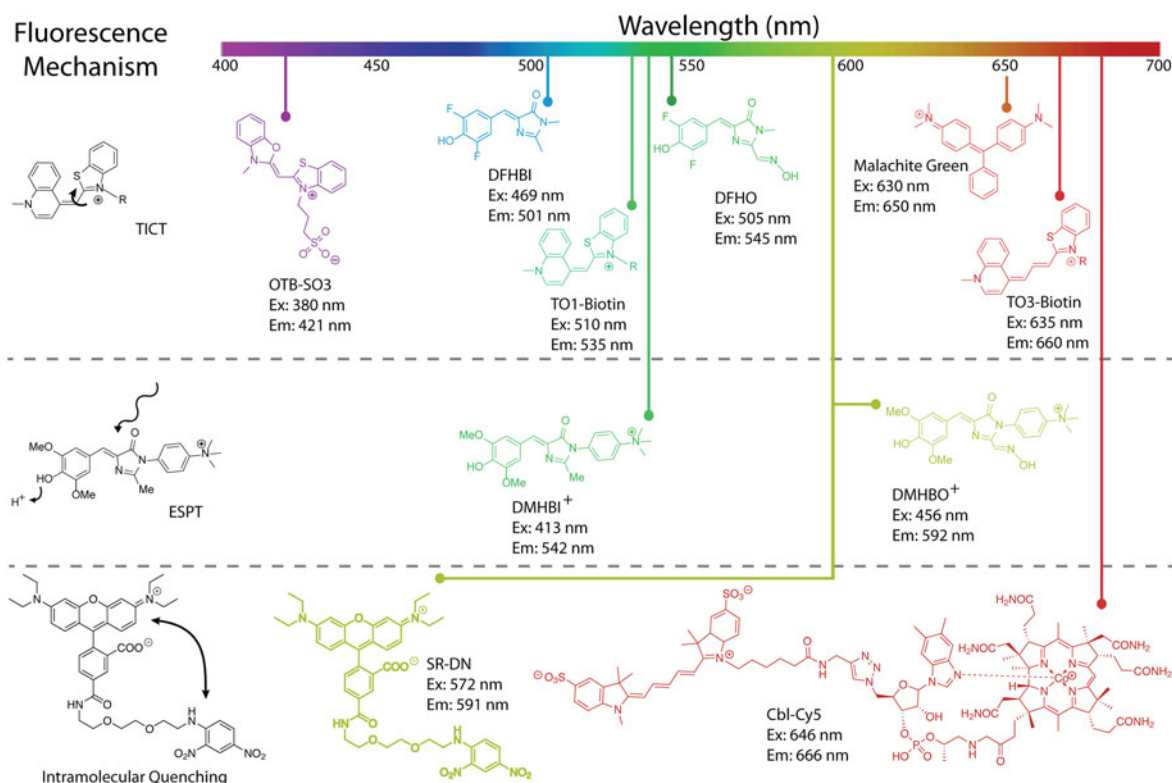 Fluorescence
Mechanism
Wavelength (nm)
400 450 500 550 600 650 700
TICT
OTB-SO3
Ex: 380 nm
Em: 421 nm
DFHBI
Ex: 469 nm
Em: 501 nm
TO1-Biotin
Ex: 510 nm
Em: 535 nm
DFHO
Ex: 505 nm
Em: 545 nm
Malachite Green
Ex: 630 nm
Em: 650 nm
TO3-Biotin
Ex: 635 nm
Em: 660 nm
ESPT
DMHBI+
Ex: 413 nm
Em: 542 nm
DMHBO+
Ex: 456 nm
Em: 592 nm
Intramolecular Quenching
SR-DN
Ex: 572 nm
Em: 591 nm
Cbl-Cy5
Ex: 646 nm
Em: 666 nm